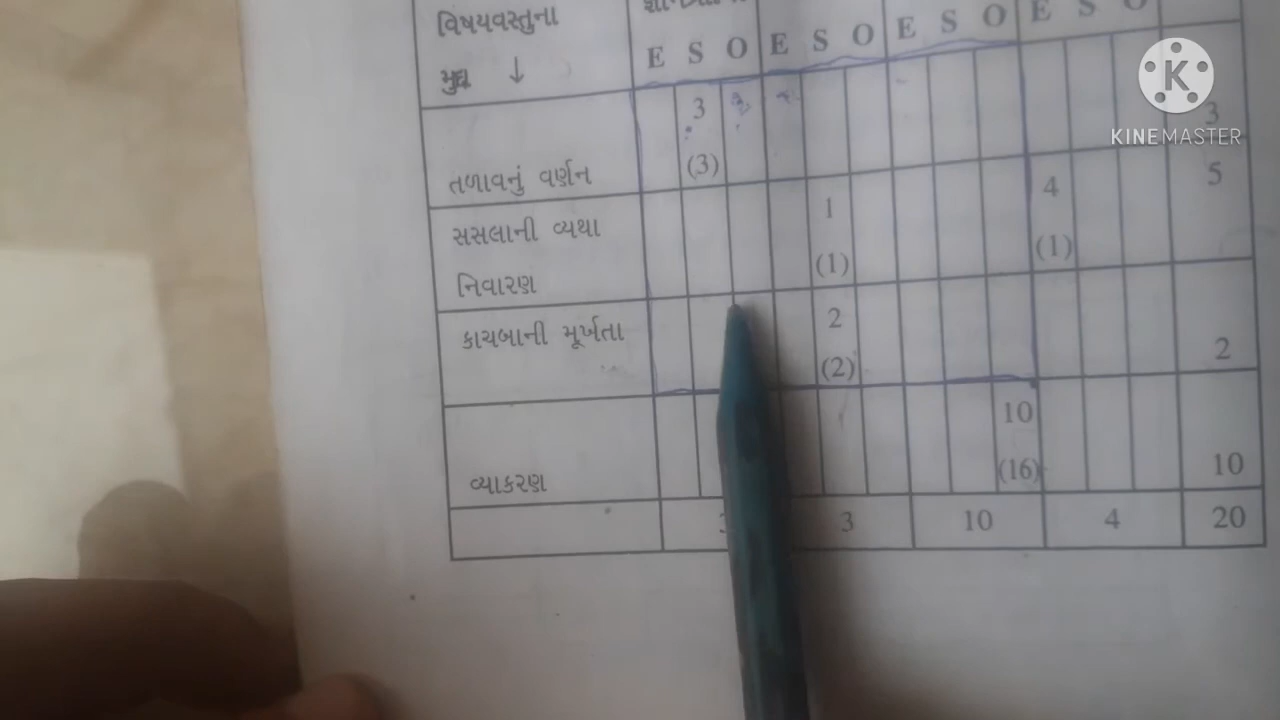 વિષયવસ્તુના
E S O E S O E S O E S O
મુદ્દા ↓
3 3
તળાવનું વર્ણન (3)
સસલાની વ્યથા 1 4 5
નિવારણ (1) (1)
કાચબાની મૂર્ખતા 2
(2) 2
10
વ્યાકરણ (16) 10
3 10 4 20
KINEMASTER